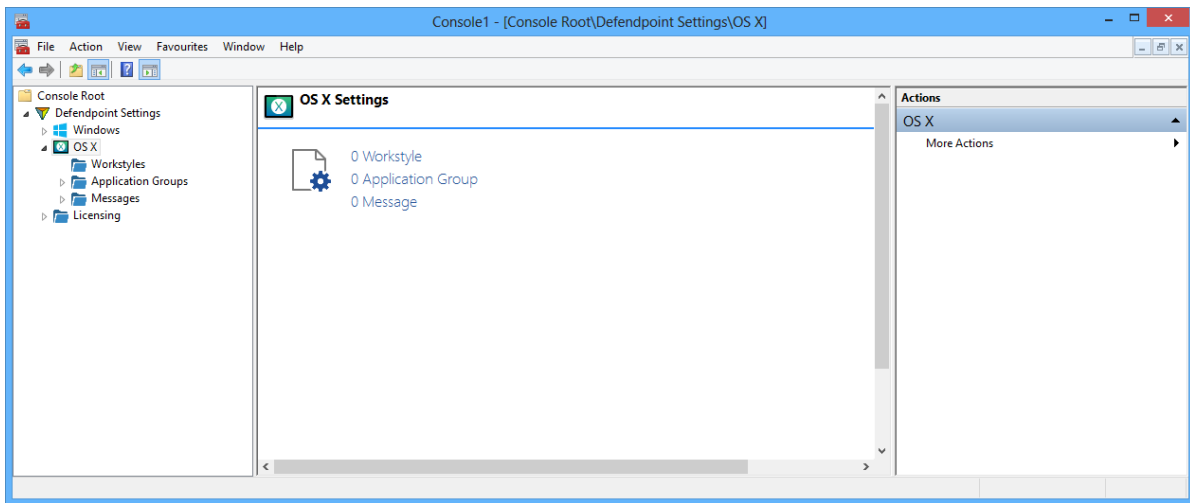 Console1 - [Console Root\Defendpoint Settings\OS X]
File Action View Favourites Window Help
Console Root
Defendpoint Settings
Windows
OS X
Workstyles
Application Groups
Messages
Licensing
OS X Settings
0 Workstyle
0 Application Group
0 Message
Actions
OS X
More Actions